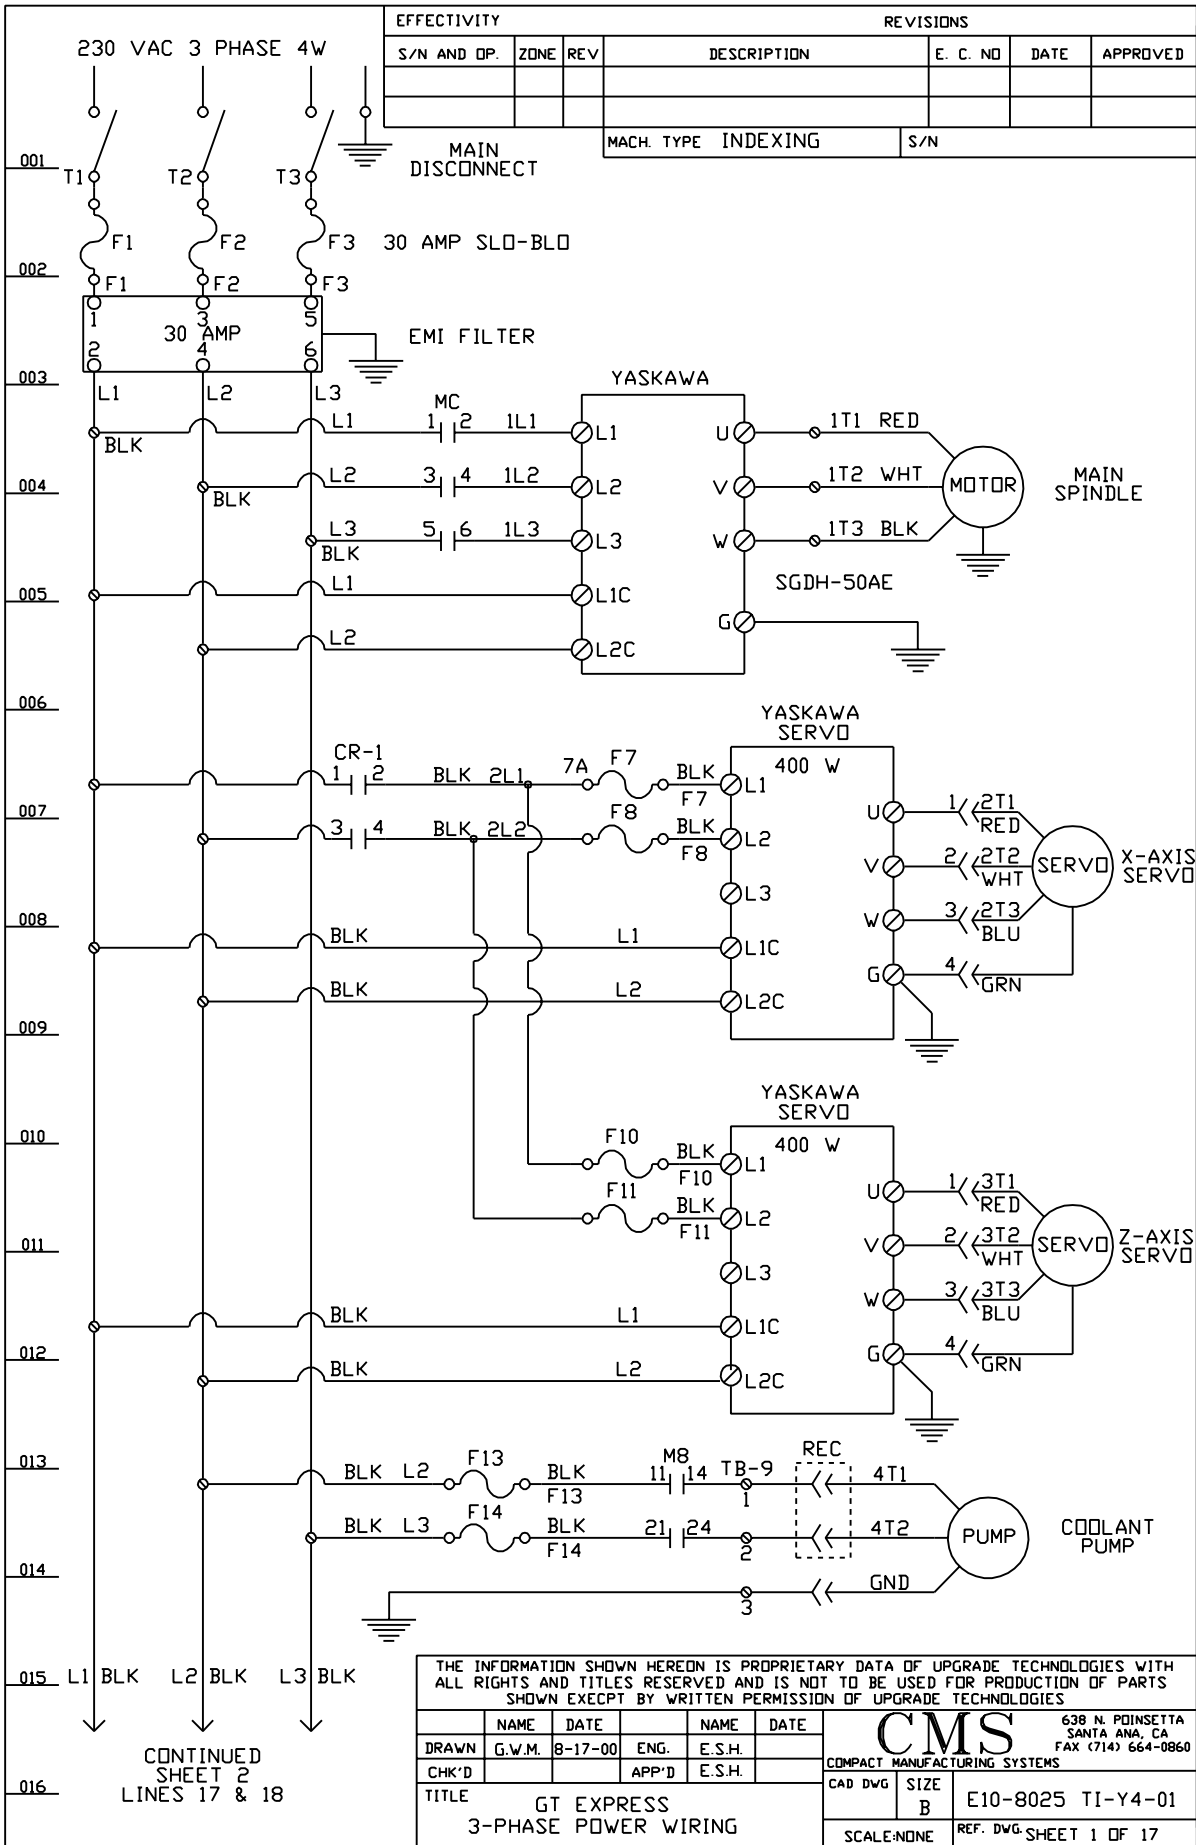 EFFECTIVITY REVISIONS
S/N AND OP. ZONE REV DESCRIPTION E. C. NO DATE APPROVED
MACH. TYPE INDEXING S/N
230 VAC 3 PHASE 4W
MAIN
DISCONNECT
001
T1 T2 T3
F1 F2 F3 30 AMP SLO-BLO
002
F1 F2 F3
1 3 5
30 AMP
2 4 6
EMI FILTER
003
L1 L2 L3
YASKAWA
MC
L1 1 2 1L1 L1 U 1T1 RED
BLK
L2 3 4 1L2 L2 V 1T2 WHT MOTOR
MAIN
SPINDLE
004
BLK
L3 5 6 1L3 L3 W 1T3 BLK
BLK
L1 L1C
SGDH-50AE
005
G
L2 L2C
006
YASKAWA
SERVO
400 W
CR-1
1 2 BLK 2L1 7A F7 BLK L1
F7
U 1 2T1
RED
007
3 4 BLK 2L2 F8 BLK L2
F8
V 2 2T2
WHT
SERVO
X-AXIS
SERVO
L3
W 3 2T3
BLU
008
BLK L1 L1C
G 4 GRN
BLK L2 L2C
009
YASKAWA
SERVO
400 W
010
F10 BLK L1
F10
U 1 3T1
RED
F11 BLK L2
F11
V 2 3T2
WHT
SERVO
Z-AXIS
SERVO
011
L3
W 3 3T3
BLU
BLK L1 L1C
012
G 4 GRN
BLK L2 L2C
013
BLK L2 F13 BLK
F13
M8
11 14 TB-9
1
REC
4T1
BLK L3 F14 BLK
F14
21 24
2
4T2
PUMP
COOLANT
PUMP
014
3
GND
015
L1 BLK L2 BLK L3 BLK
CONTINUED
SHEET 2
LINES 17 & 18
016
THE INFORMATION SHOWN HEREON IS PROPRIETARY DATA OF UPGRADE TECHNOLOGIES WITH
ALL RIGHTS AND TITLES RESERVED AND IS NOT TO BE USED FOR PRODUCTION OF PARTS
SHOWN EXECPT BY WRITTEN PERMISSION OF UPGRADE TECHNOLOGIES
NAME DATE NAME DATE
DRAWN G.W.M. 8-17-00 ENG. E.S.H.
CHK'D APP'D E.S.H.
TITLE
GT EXPRESS
3-PHASE POWER WIRING
CMS
COMPACT MANUFACTURING SYSTEMS
638 N. POINSETTA
SANTA ANA, CA
FAX (714) 664-0860
CAD DWG SIZE
B
E10-8025 TI-Y4-01
SCALE:NONE REF. DWG. SHEET 1 OF 17